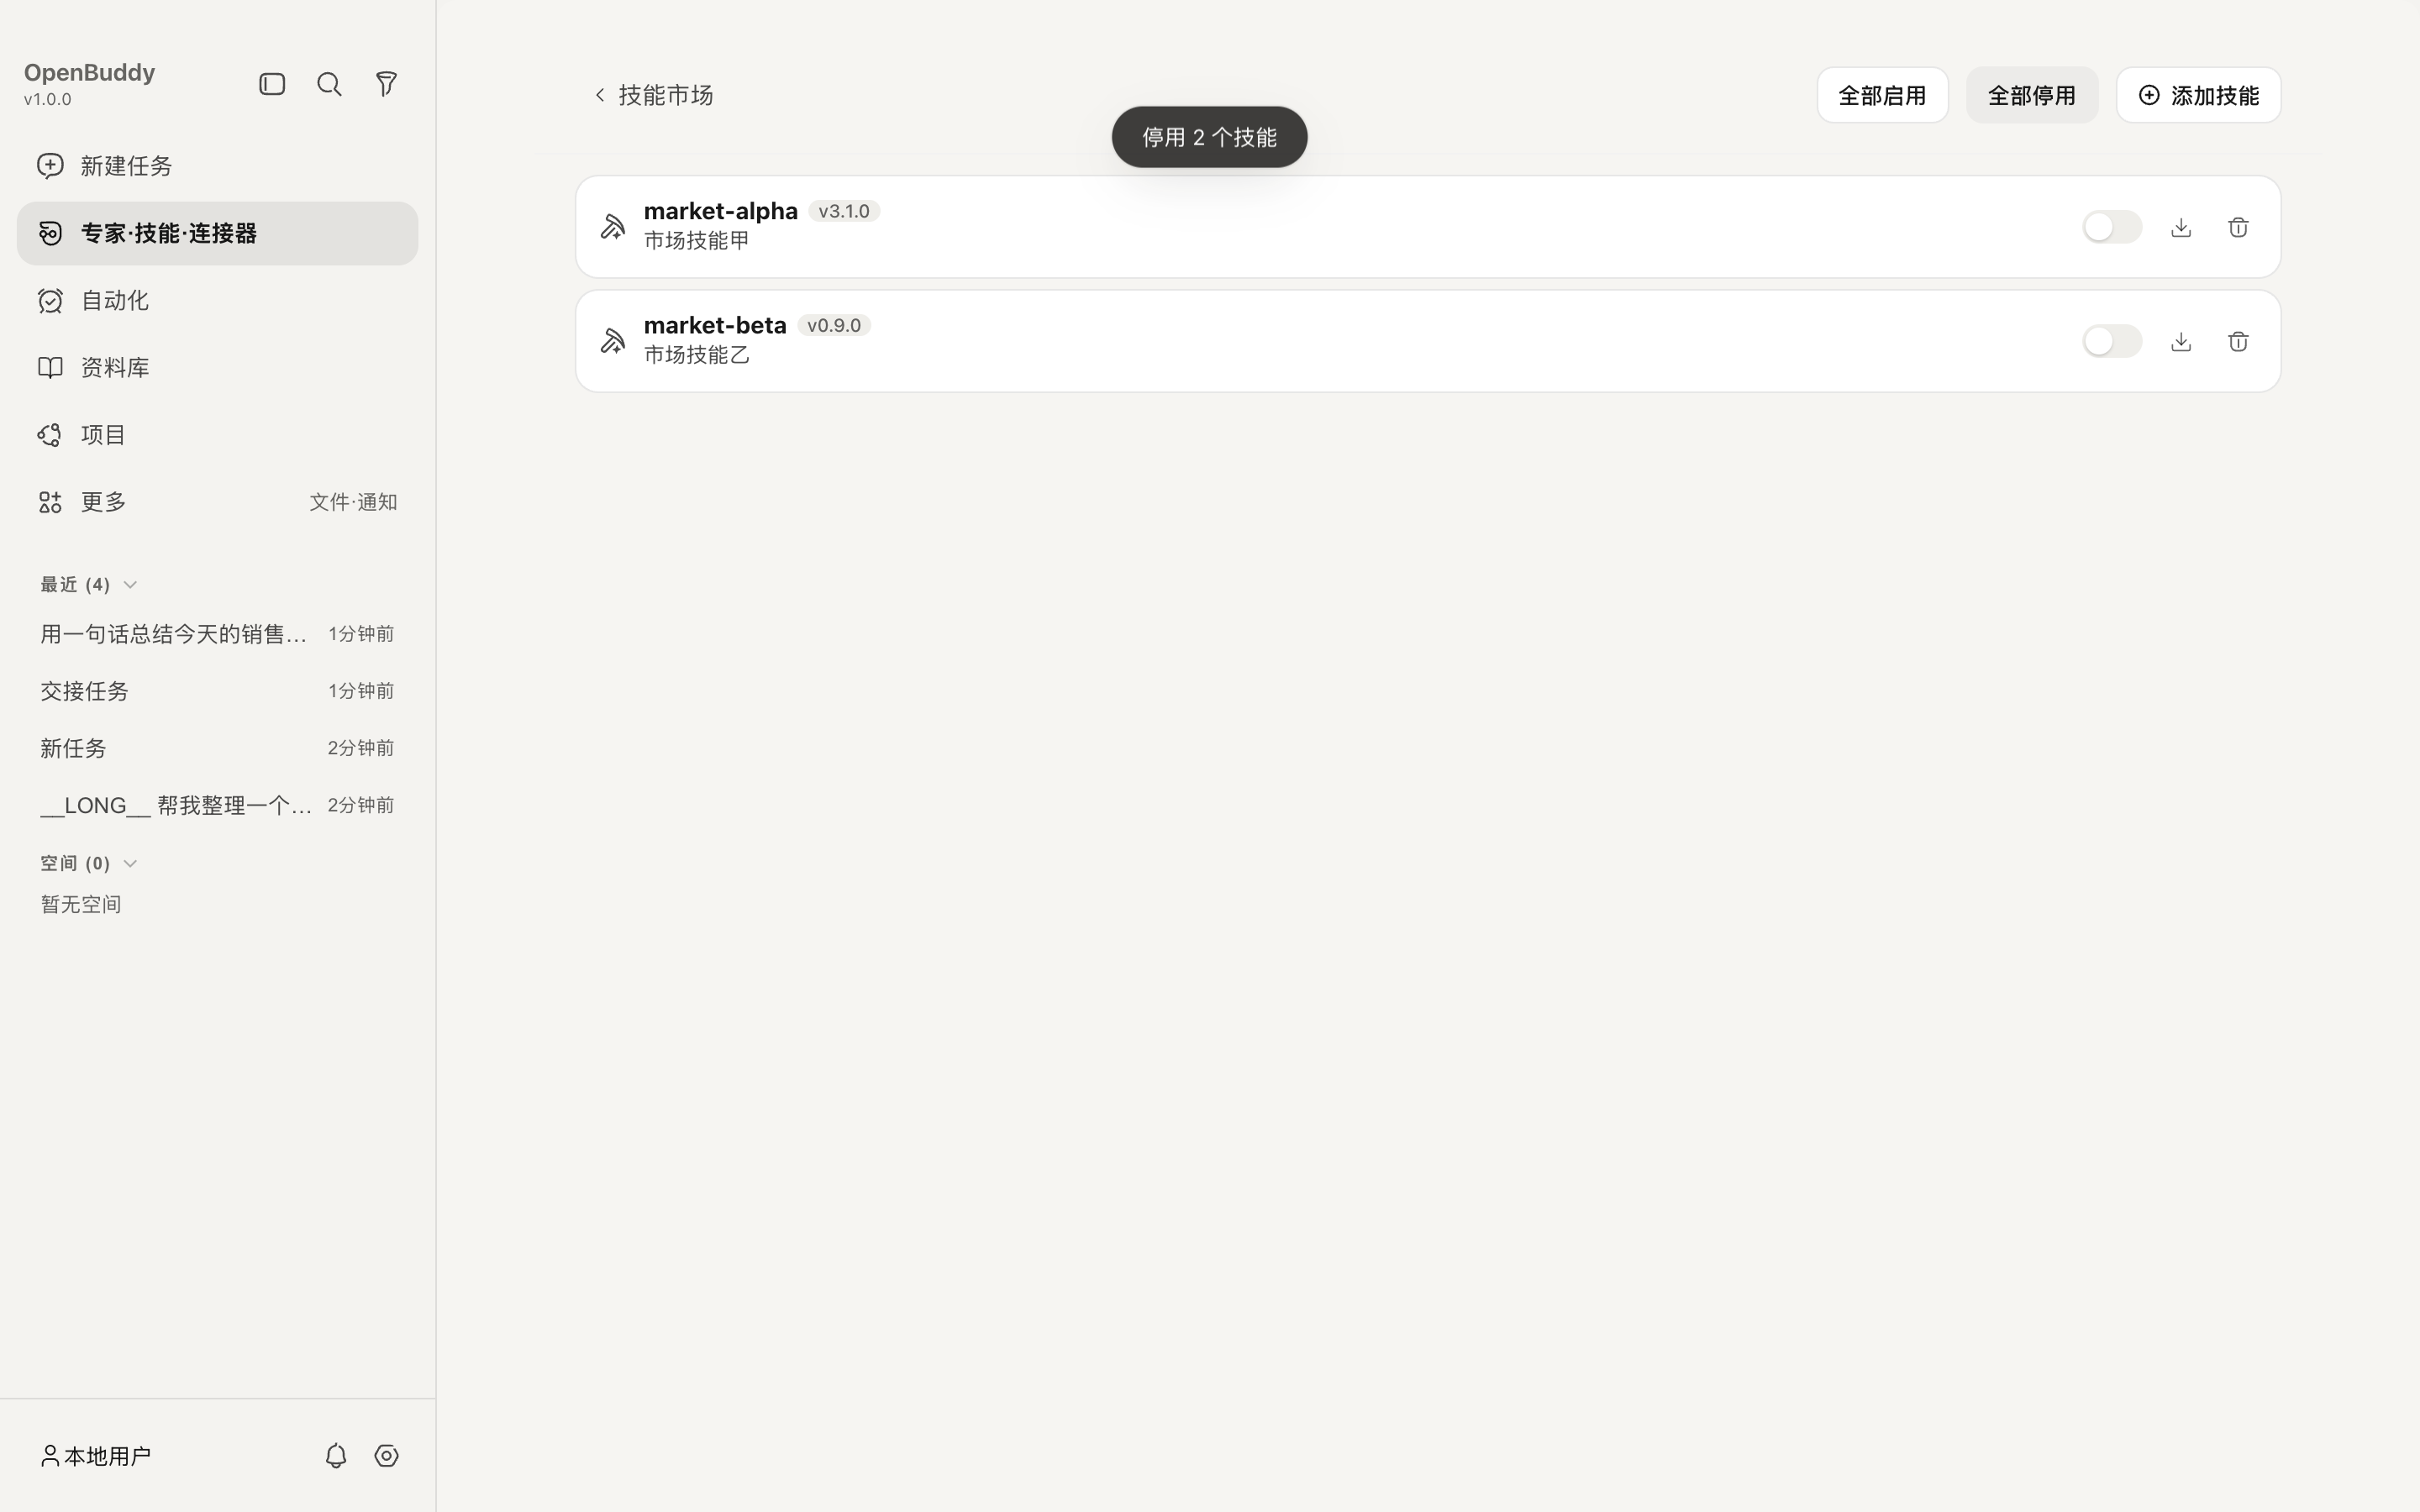 OpenBuddy
v1.0.0
新建任务
专家·技能·连接器
自动化
资料库
项目
更多 文件·通知
最近 (4)
用一句话总结今天的销售… 1分钟前
交接任务 1分钟前
新任务 2分钟前
__LONG__ 帮我整理一个… 2分钟前
空间 (0)
暂无空间
本地用户
技能市场
全部启用 全部停用 添加技能
停用 2 个技能
market-alpha v3.1.0
市场技能甲
market-beta v0.9.0
市场技能乙